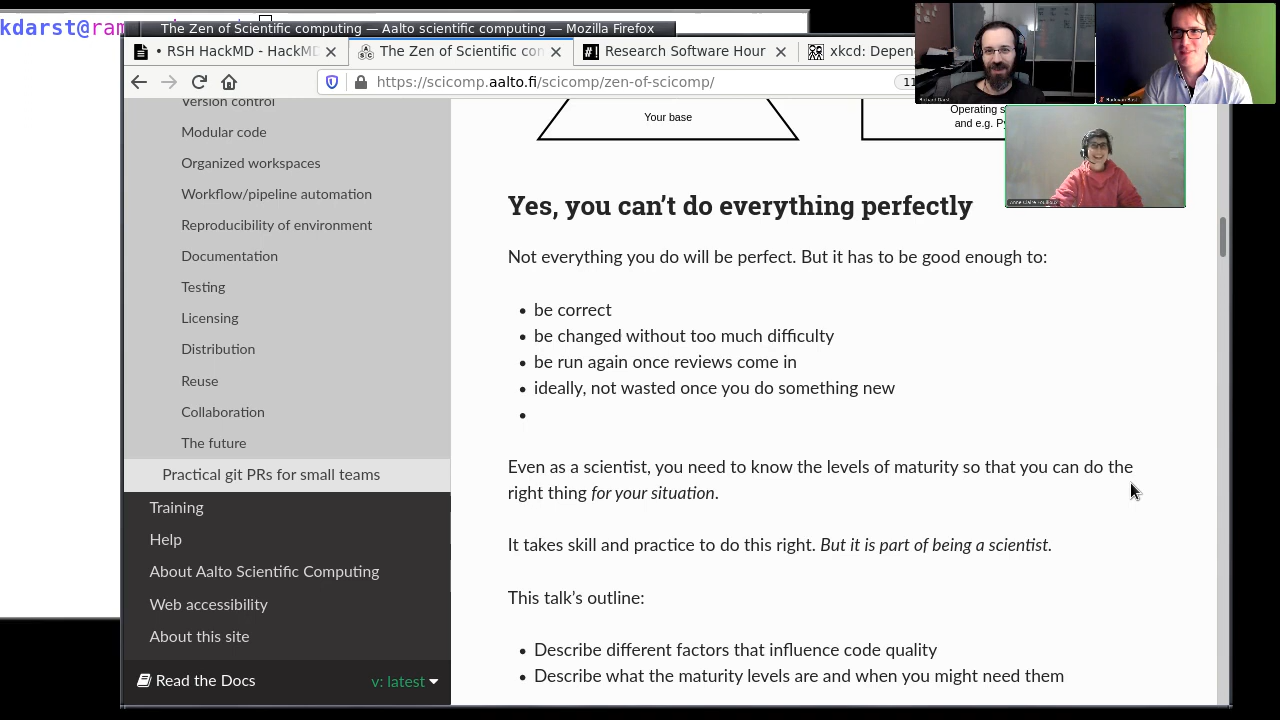 kdarst@ram
The Zen of Scientific computing — Aalto scientific computing — Mozilla Firefox
• RSH HackMD - HackMD
The Zen of Scientific con
Research Software Hour
xkcd: Depen
https://scicomp.aalto.fi/scicomp/zen-of-scicomp/
11
Version control
Modular code
Organized workspaces
Workflow/pipeline automation
Reproducibility of environment
Documentation
Testing
Licensing
Distribution
Reuse
Collaboration
The future
Practical git PRs for small teams
Training
Help
About Aalto Scientific Computing
Web accessibility
About this site
Read the Docs
v: latest
Your base
Operating s
and e.g. Py
Yes, you can’t do everything perfectly
Not everything you do will be perfect. But it has to be good enough to:
• be correct
• be changed without too much difficulty
• be run again once reviews come in
• ideally, not wasted once you do something new
•
Even as a scientist, you need to know the levels of maturity so that you can do the
right thing for your situation.
It takes skill and practice to do this right. But it is part of being a scientist.
This talk’s outline:
• Describe different factors that influence code quality
• Describe what the maturity levels are and when you might need them